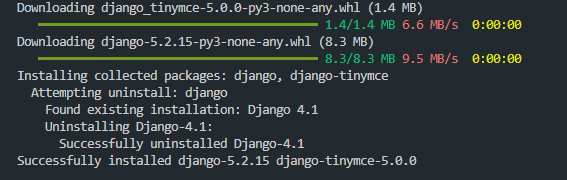 Downloading django_tinymce-5.0.0-py3-none-any.whl (1.4 MB)
1.4/1.4 MB 6.6 MB/s 0:00:00
Downloading django-5.2.15-py3-none-any.whl (8.3 MB)
8.3/8.3 MB 9.5 MB/s 0:00:00
Installing collected packages: django, django-tinymce
Attempting uninstall: django
Found existing installation: Django 4.1
Uninstalling Django-4.1:
Successfully uninstalled Django-4.1
Successfully installed django-5.2.15 django-tinymce-5.0.0